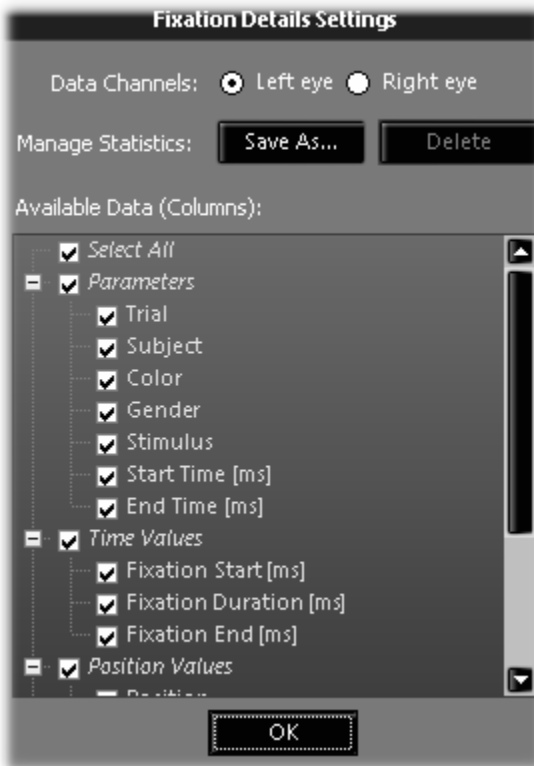 Fixation Details Settings
Data Channels: Left eye Right eye
Manage Statistics: Save As... Delete
Available Data (Columns):
Select All
Parameters
Trial
Subject
Color
Gender
Stimulus
Start Time [ms]
End Time [ms]
Time Values
Fixation Start [ms]
Fixation Duration [ms]
Fixation End [ms]
Position Values
OK